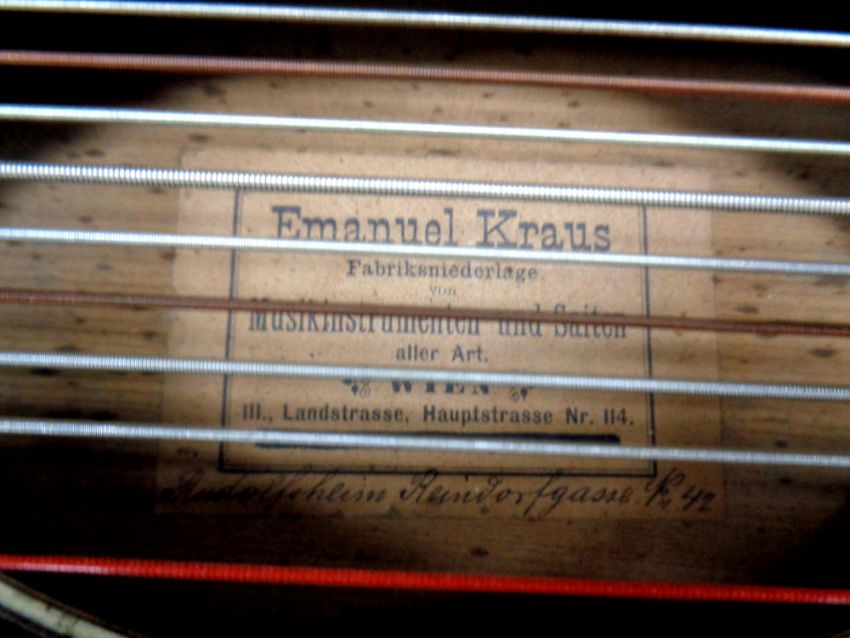 Emanuel Kraus
Fabriksniederlage
von
Musikinstrumenten und Saiten
aller Art.
WIEN
III., Landstrasse, Hauptstrasse Nr. 114.
Rudolfsheim Reindorfgasse No 42